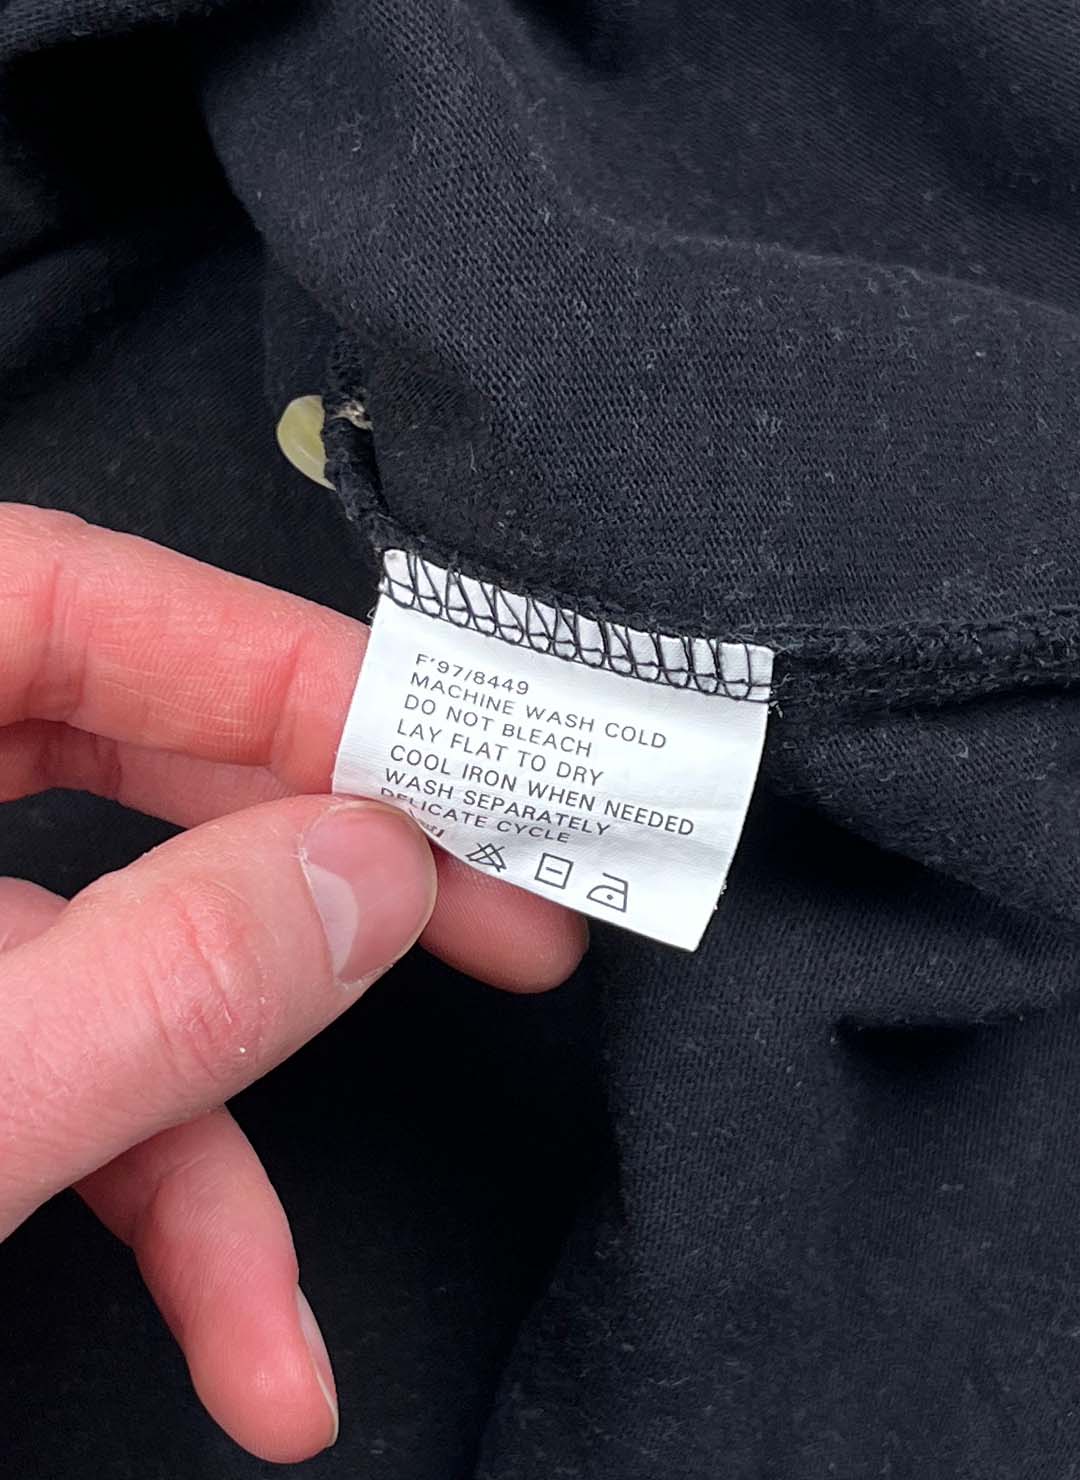 F'97/8449
MACHINE WASH COLD
DO NOT BLEACH
LAY FLAT TO DRY
COOL IRON WHEN NEEDED
WASH SEPARATELY
DELICATE CYCLE